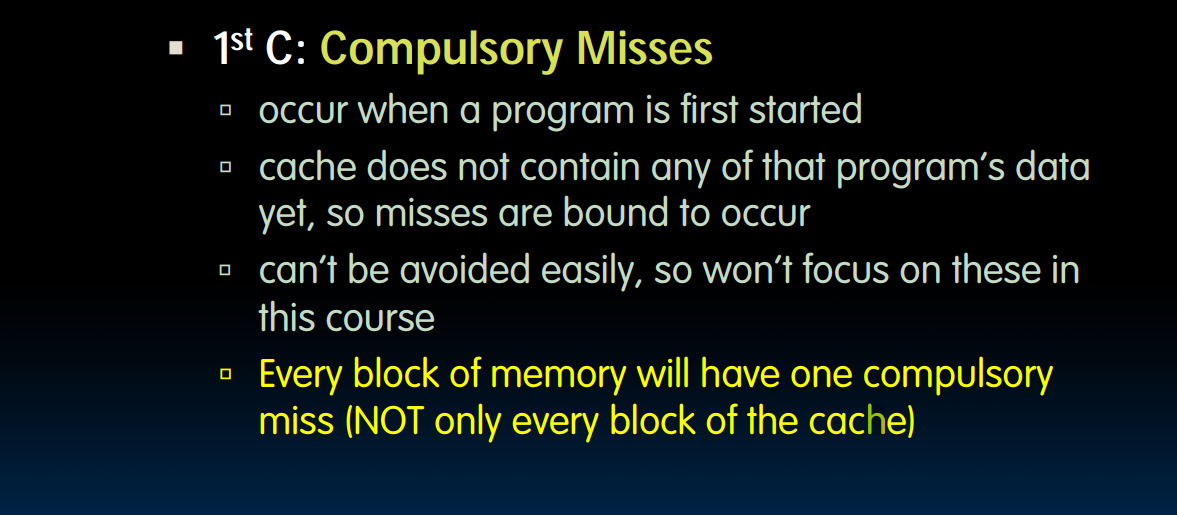 1st C: Compulsory Misses
occur when a program is first started
cache does not contain any of that program's data
yet, so misses are bound to occur
can't be avoided easily, so won't focus on these in
this course
Every block of memory will have one compulsory
miss (NOT only every block of the cache)